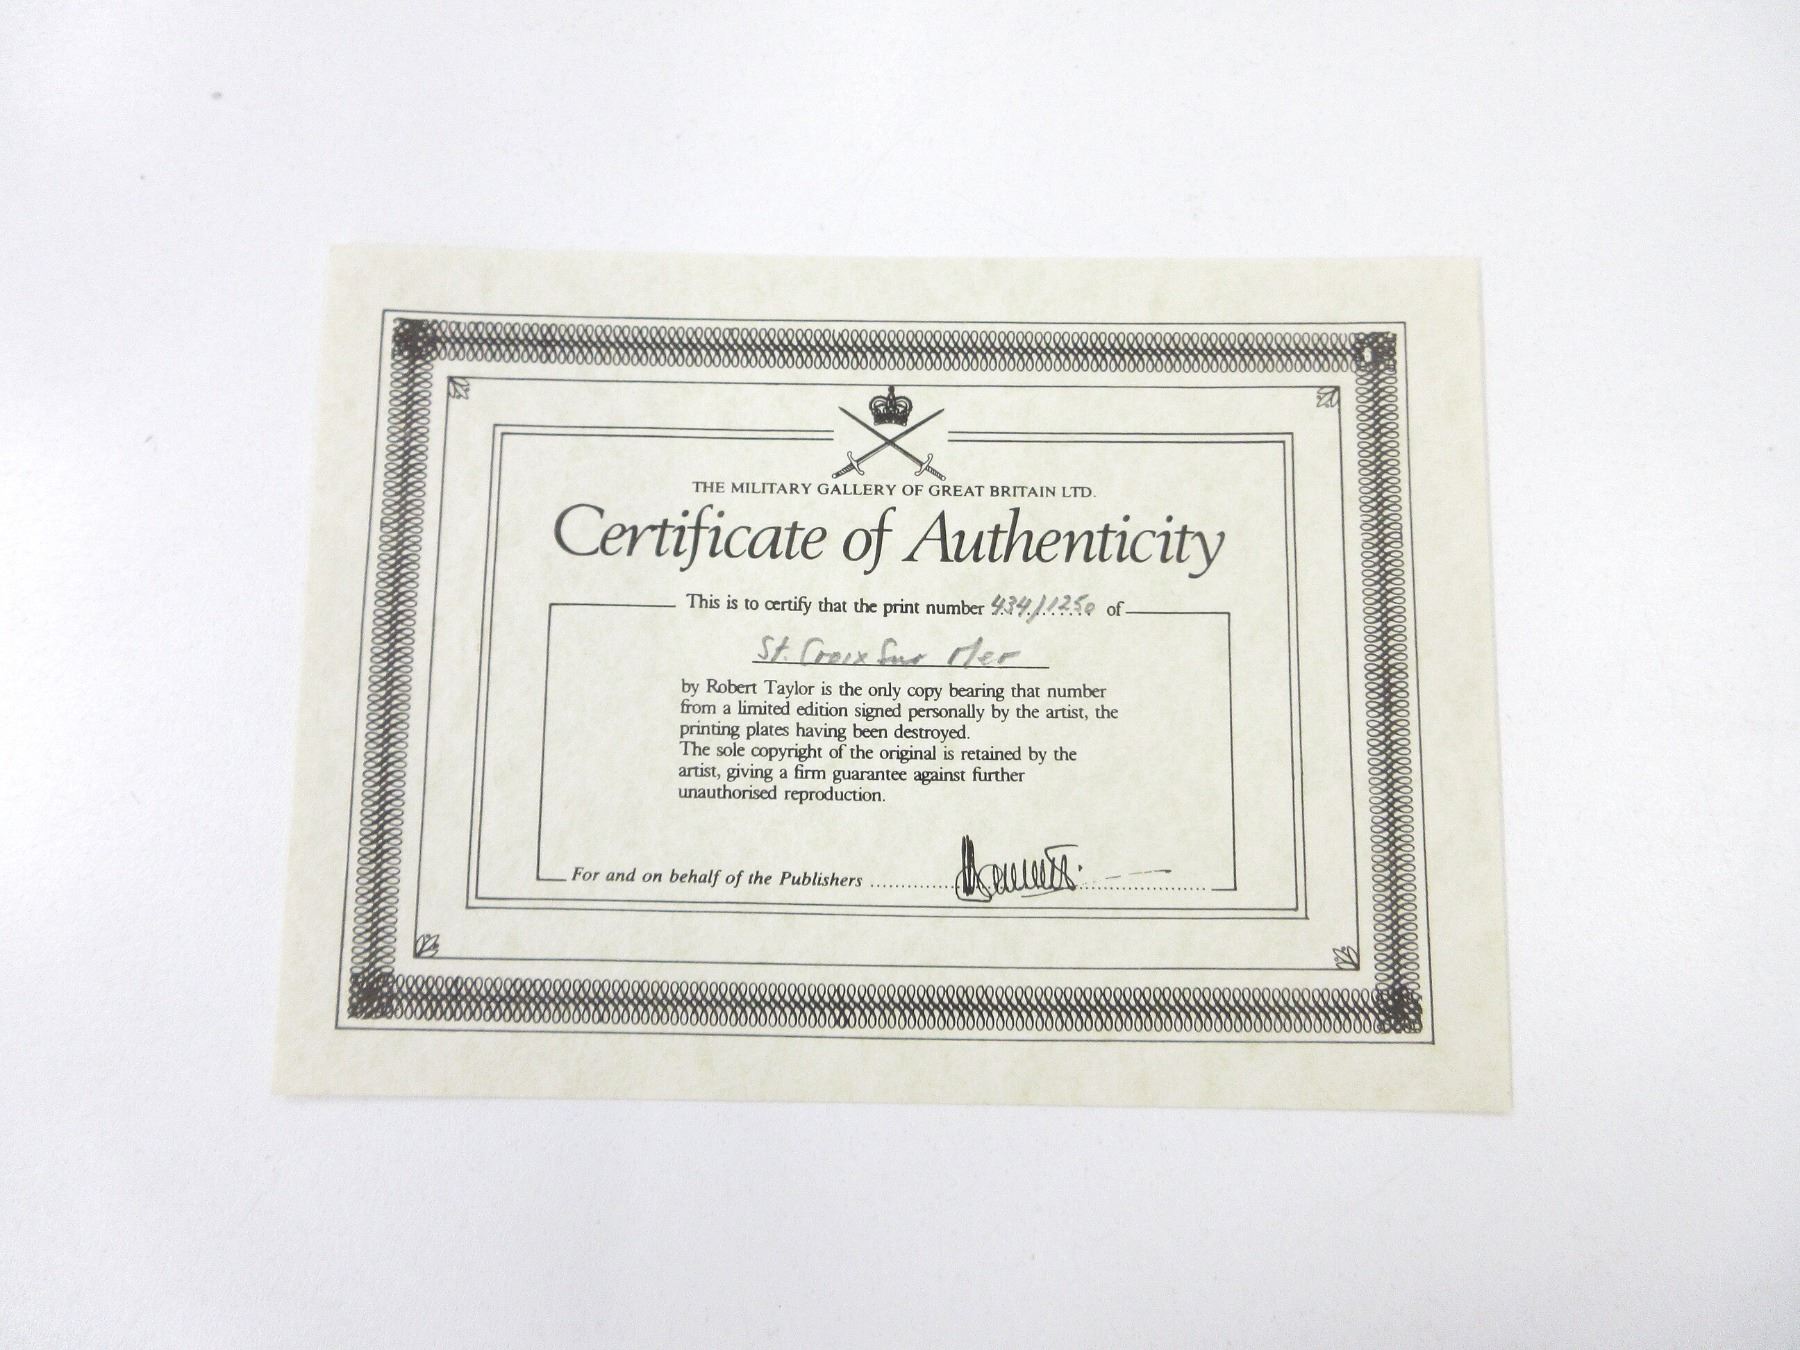 THE MILITARY GALLERY OF GREAT BRITAIN LTD.
Certificate of Authenticity
This is to certify that the print number 434/1250 of
St. Croix Sur Mer
by Robert Taylor is the only copy bearing that number
from a limited edition signed personally by the artist, the
printing plates having been destroyed.
The sole copyright of the original is retained by the
artist, giving a firm guarantee against further
unauthorised reproduction.
For and on behalf of the Publishers